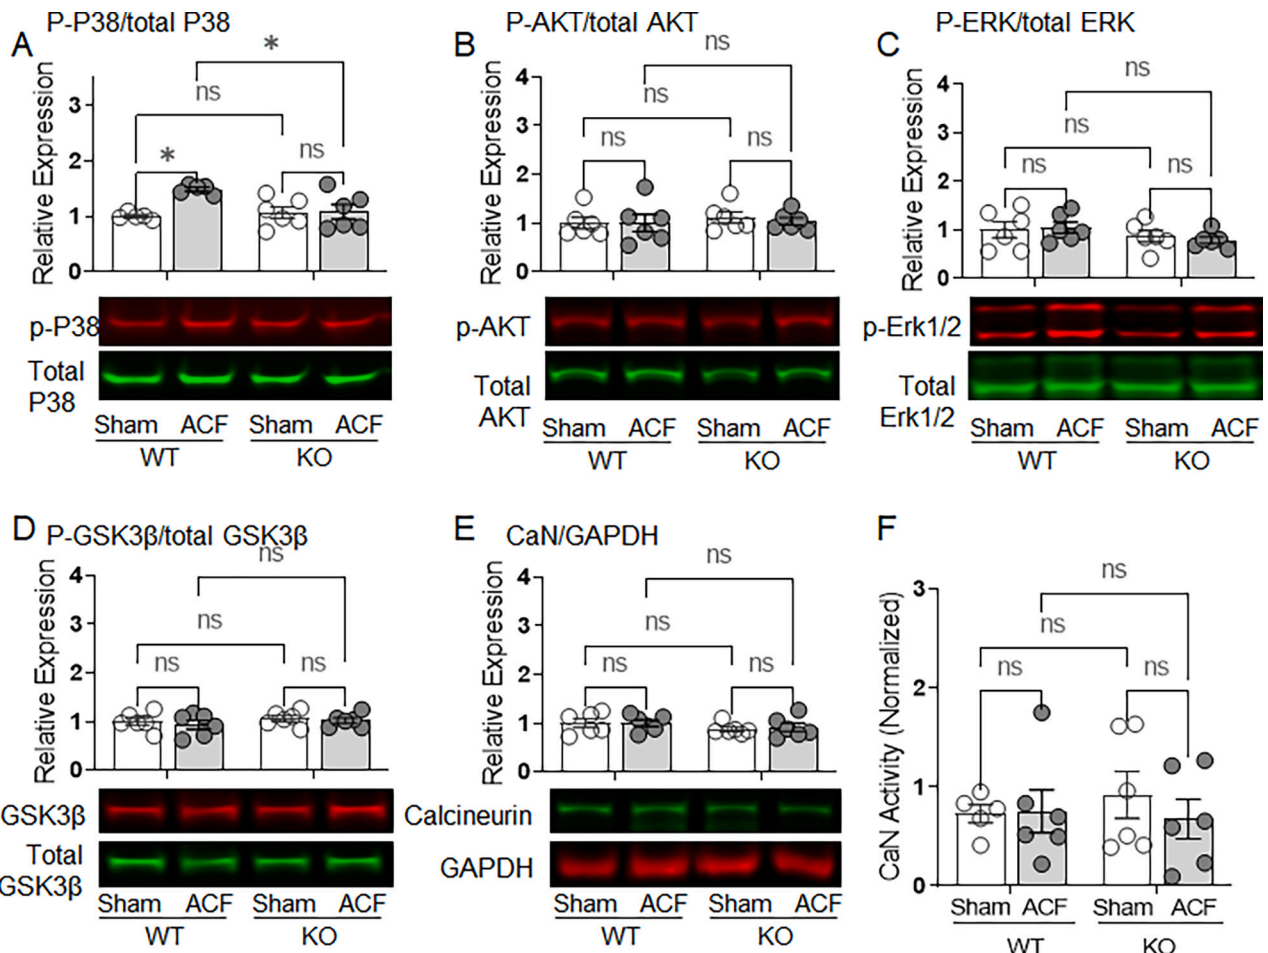 A
P-P38/total P38
Relative Expression
3
2
1
0
*
ns
*
ns
p-P38
Total
P38
Sham ACF Sham ACF
WT KO
B
P-AKT/total AKT
Relative Expression
4
3
2
1
0
ns
ns
ns
ns
p-AKT
Total
AKT
Sham ACF Sham ACF
WT KO
C
P-ERK/total ERK
Relative Expression
4
3
2
1
0
ns
ns
ns
ns
p-Erk1/2
Total
Erk1/2
Sham ACF Sham ACF
WT KO
D
P-GSK3β/total GSK3β
Relative Expression
4
3
2
1
0
ns
ns
ns
ns
GSK3β
Total
GSK3β
Sham ACF Sham ACF
WT KO
E
CaN/GAPDH
Relative Expression
4
3
2
1
0
ns
ns
ns
ns
Calcineurin
GAPDH
Sham ACF Sham ACF
WT KO
F
CaN Activity (Normalized)
3
2
1
0
ns
ns
ns
ns
Sham ACF Sham ACF
WT KO